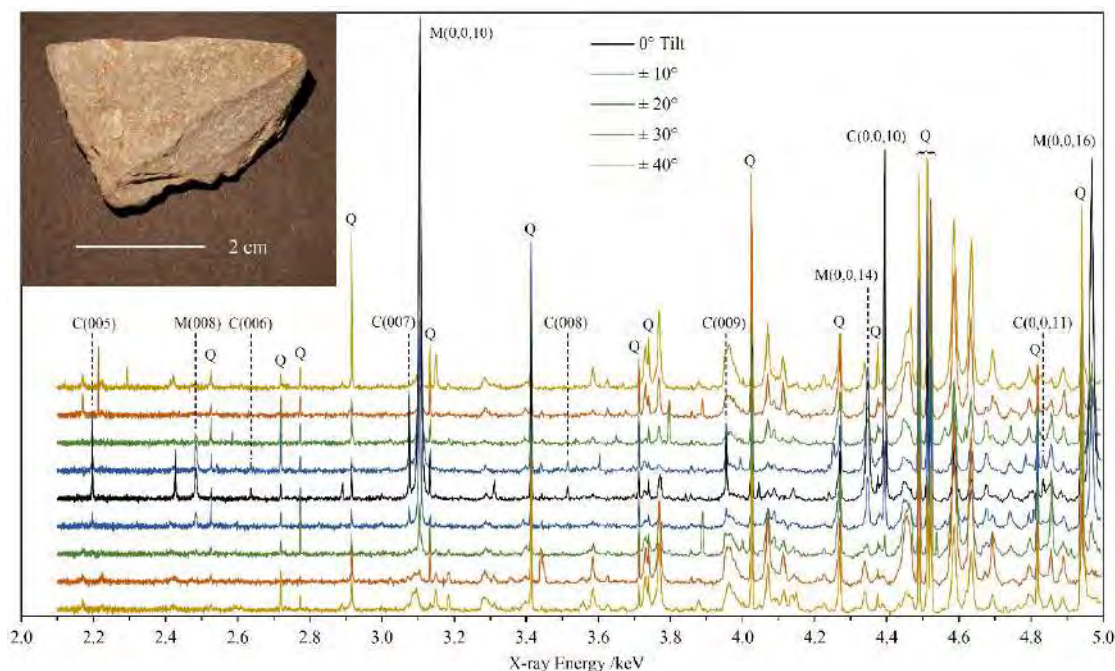 M(0,0,10)
0° Tilt
± 10°
± 20°
± 30°
± 40°
2 cm
C(0,0,10)
Q
M(0,0,16)
Q
Q
Q
Q
M(0,0,14)
C(005)
M(008)
C(006)
C(007)
C(008)
C(009)
C(0,0,11)
Q
Q
Q
Q
Q
Q
Q
Q
Q
2.0 2.2 2.4 2.6 2.8 3.0 3.2 3.4 3.6 3.8 4.0 4.2 4.4 4.6 4.8 5.0
X-ray Energy /keV